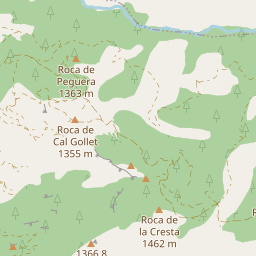 Roca de
Peguera
1363 m
Roca de
Cal Gollet
1355 m
Roca de
la Cresta
1462 m
1366.8